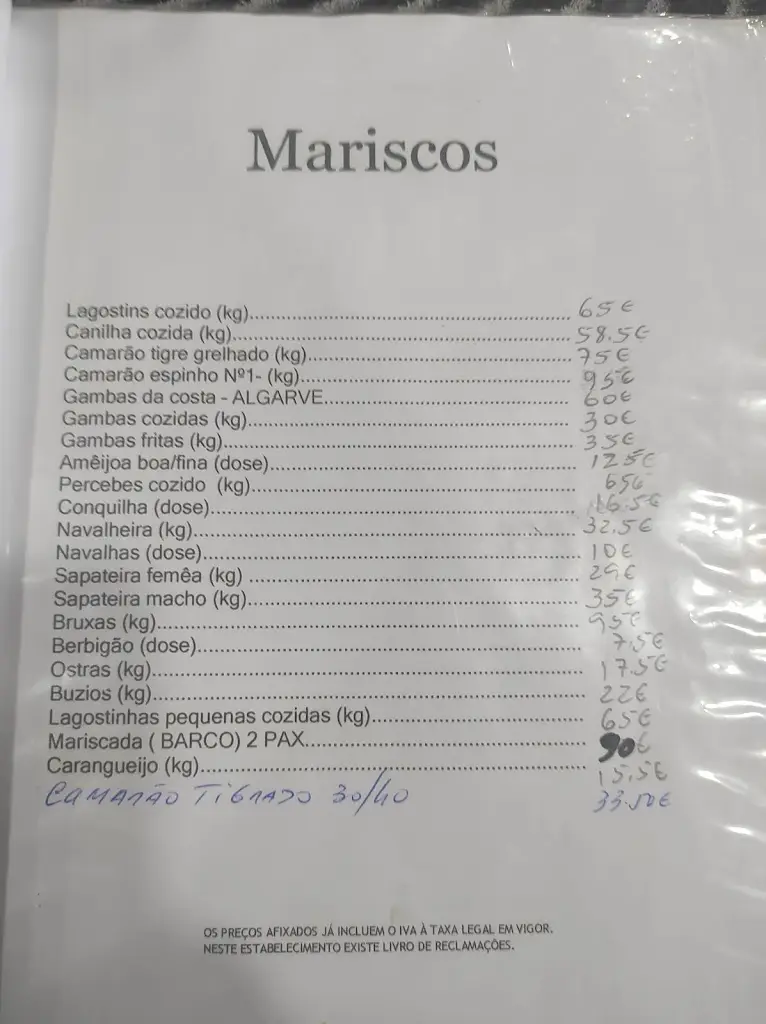 Mariscos
Lagostins cozido (kg)........................................ 65€
Canilha cozida (kg)........................................ 58.5€
Camarão tigre grelhado (kg)........................................ 75€
Camarão espinho Nº1- (kg)........................................ 95€
Gambas da costa - ALGARVE........................................ 60€
Gambas cozidas (kg)........................................ 30€
Gambas fritas (kg)........................................ 35€
Amêijoa boa/fina (dose)........................................ 12.5€
Percebes cozido (kg)........................................ 65€
Conquilha (dose)........................................ 16.5€
Navalheira (kg)........................................ 32.5€
Navalhas (dose)........................................ 10€
Sapateira femêa (kg) ........................................ 29€
Sapateira macho (kg)........................................ 35€
Bruxas (kg)........................................ 95€
Berbigão (dose)........................................ 7.5€
Ostras (kg)........................................ 17.5€
Buzios (kg)........................................ 22€
Lagostinhas pequenas cozidas (kg)........................................ 65€
Mariscada ( BARCO) 2 PAX........................................ 90€
Carangueijo (kg)........................................ 15,5€
CAMARÃO TIGRADO 30/40 33.50€
OS PREÇOS AFIXADOS JÁ INCLUEM O IVA À TAXA LEGAL EM VIGOR.
NESTE ESTABELECIMENTO EXISTE LIVRO DE RECLAMAÇÕES.